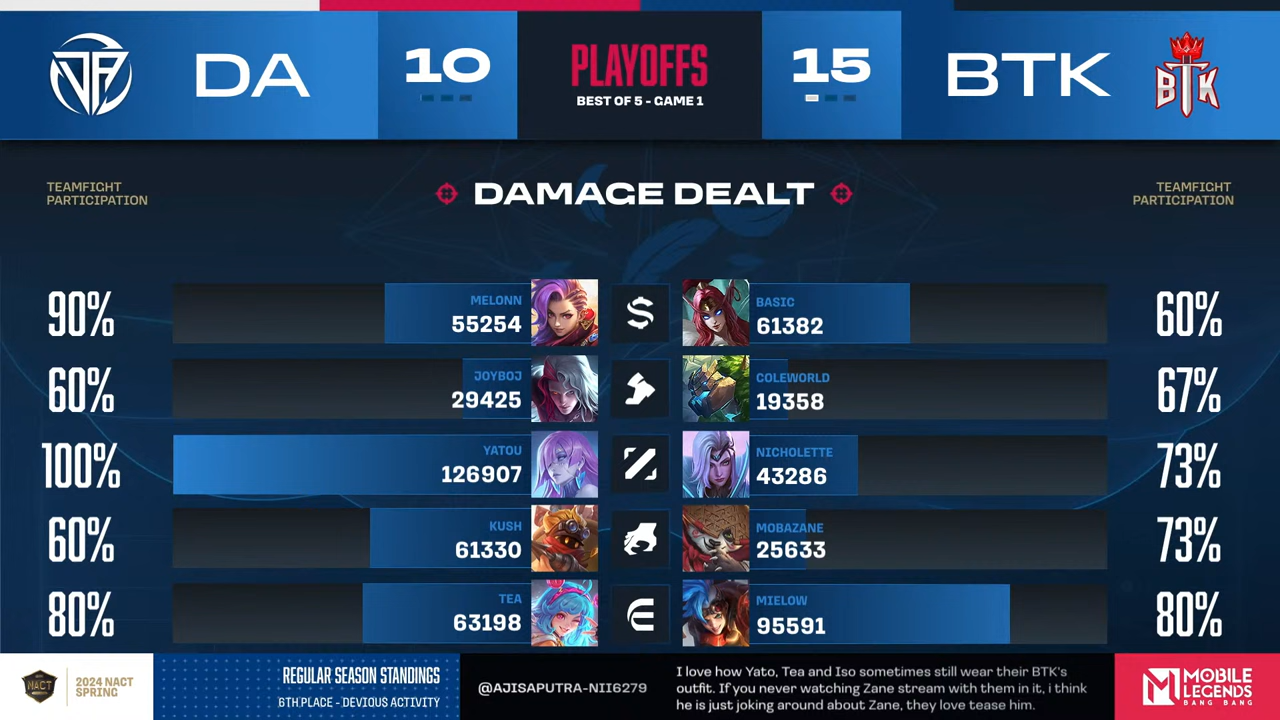 DA
10
PLAYOFFS
BEST OF 5 - GAME 1
15
BTK
BTK
TEAMFIGHT
PARTICIPATION
DAMAGE DEALT
TEAMFIGHT
PARTICIPATION
90%
MELONN
55254
BASIC
61382
60%
60%
JOYBOJ
29425
COLEWORLD
19358
67%
100%
YATOU
126907
NICHOLETTE
43286
73%
60%
KUSH
61330
MOBAZANE
25633
73%
80%
TEA
63198
MIELOW
95591
80%
NACT
2024 NACT
SPRING
REGULAR SEASON STANDINGS
6TH PLACE - DEVIOUS ACTIVITY
@AJISAPUTRA-NII6279
I love how Yato, Tea and Iso sometimes still wear their BTK's
outfit. If you never watching Zane stream with them in it, i think
he is just joking around about Zane, they love tease him.
MOBILE
LEGENDS
BANG BANG